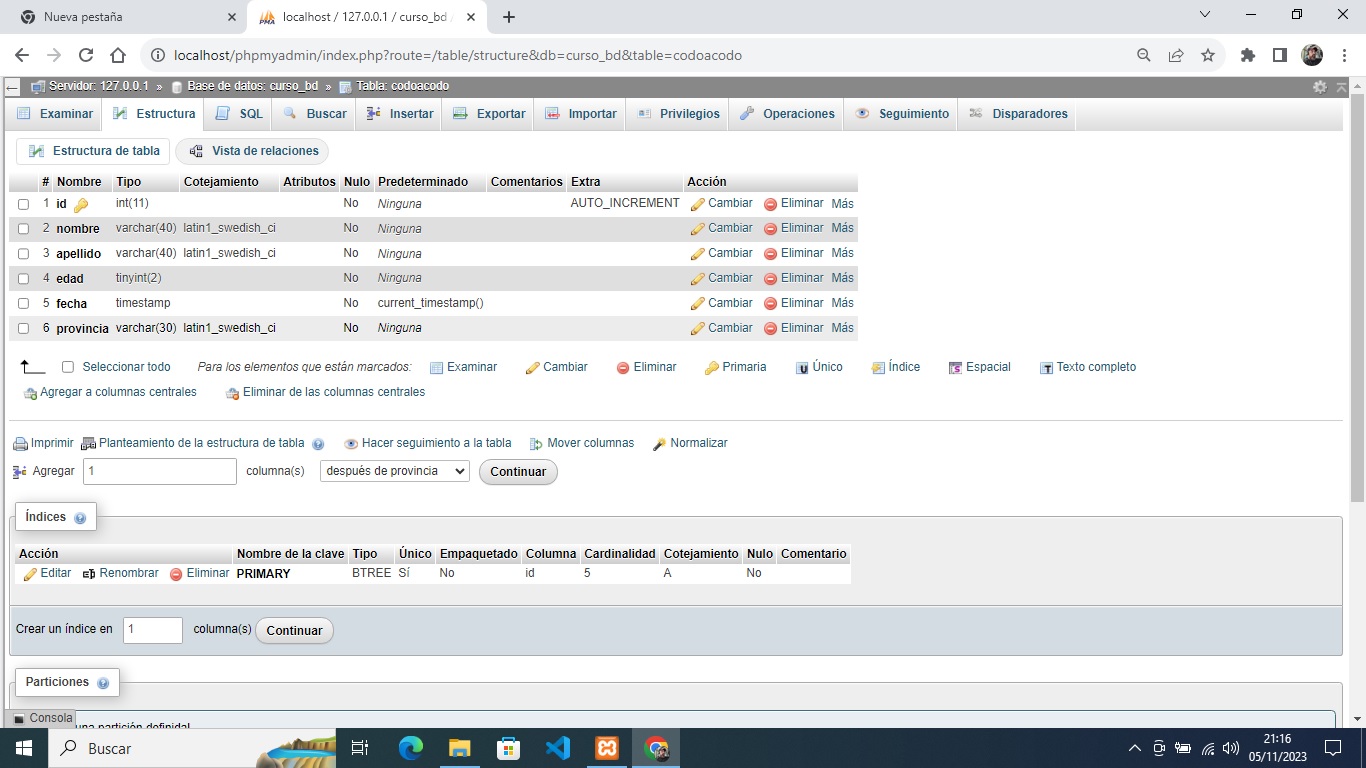 Nueva pestaña
localhost / 127.0.0.1 / curso_bd /
localhost/phpmyadmin/index.php?route=/table/structure&db=curso_bd&table=codoacodo
Servidor: 127.0.0.1 » Base de datos: curso_bd » Tabla: codoacodo
Examinar Estructura SQL Buscar Insertar Exportar Importar Privilegios Operaciones Seguimiento Disparadores
Estructura de tabla Vista de relaciones
# Nombre Tipo Cotejamiento Atributos Nulo Predeterminado Comentarios Extra Acción
1 id int(11) No Ninguna AUTO_INCREMENT Cambiar Eliminar Más
2 nombre varchar(40) latin1_swedish_ci No Ninguna Cambiar Eliminar Más
3 apellido varchar(40) latin1_swedish_ci No Ninguna Cambiar Eliminar Más
4 edad tinyint(2) No Ninguna Cambiar Eliminar Más
5 fecha timestamp No current_timestamp() Cambiar Eliminar Más
6 provincia varchar(30) latin1_swedish_ci No Ninguna Cambiar Eliminar Más
Seleccionar todo Para los elementos que están marcados: Examinar Cambiar Eliminar Primaria Único Índice Espacial Texto completo
Agregar a columnas centrales Eliminar de las columnas centrales
Imprimir Planteamiento de la estructura de tabla Hacer seguimiento a la tabla Mover columnas Normalizar
Agregar 1 columna(s) después de provincia Continuar
Índices
Acción Nombre de la clave Tipo Único Empaquetado Columna Cardinalidad Cotejamiento Nulo Comentario
Editar Renombrar Eliminar PRIMARY BTREE Sí No id 5 A No
Crear un índice en 1 columna(s) Continuar
Particiones
Consola
una partición definida!
Buscar
21:16
05/11/2023